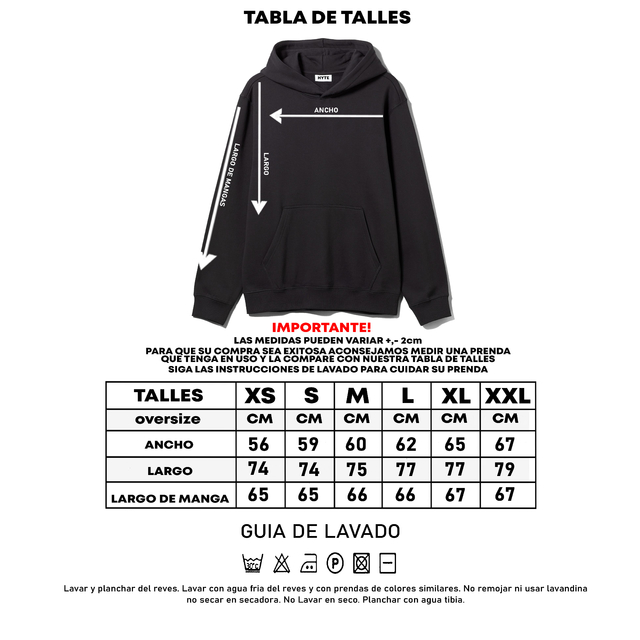 TABLA DE TALLES
HYTE
ANCHO
LARGO
LARGO DE MANGAS
IMPORTANTE!
LAS MEDIDAS PUEDEN VARIAR +,- 2cm
PARA QUE SU COMPRA SEA EXITOSA ACONSEJAMOS MEDIR UNA PRENDA
QUE TENGA EN USO Y LA COMPARE CON NUESTRA TABLA DE TALLES
SIGA LAS INSTRUCCIONES DE LAVADO PARA CUIDAR SU PRENDA
TALLES XS S M L XL XXL
oversize CM CM CM CM CM CM
ANCHO 56 59 60 62 65 67
LARGO 74 74 75 77 77 79
LARGO DE MANGA 65 65 66 66 67 67
GUIA DE LAVADO
30°C P
Lavar y planchar del reves. Lavar con agua fria del reves y con prendas de colores similares. No remojar ni usar lavandina
no secar en secadora. No Lavar en seco. Planchar con agua tibia.